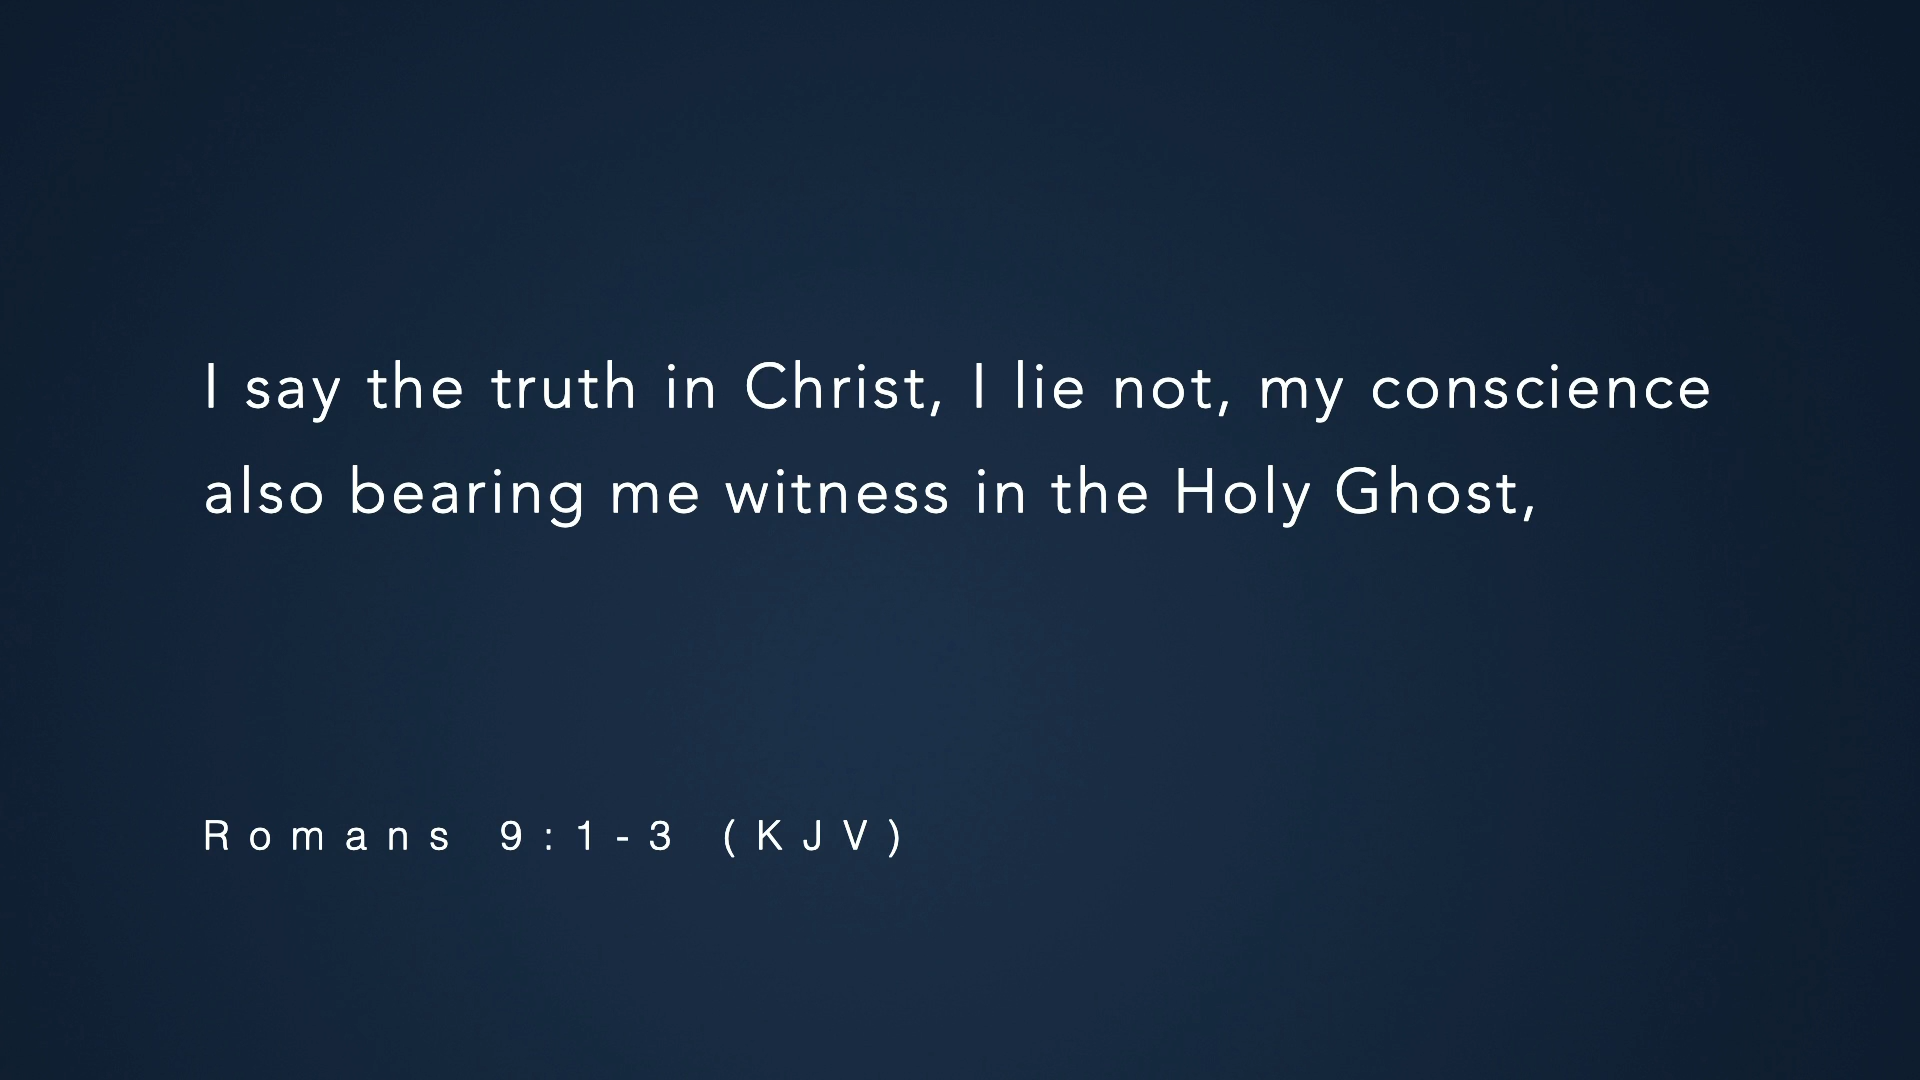 I say the truth in Christ, I lie not, my conscience
also bearing me witness in the Holy Ghost,
Romans 9:1-3 (KJV)